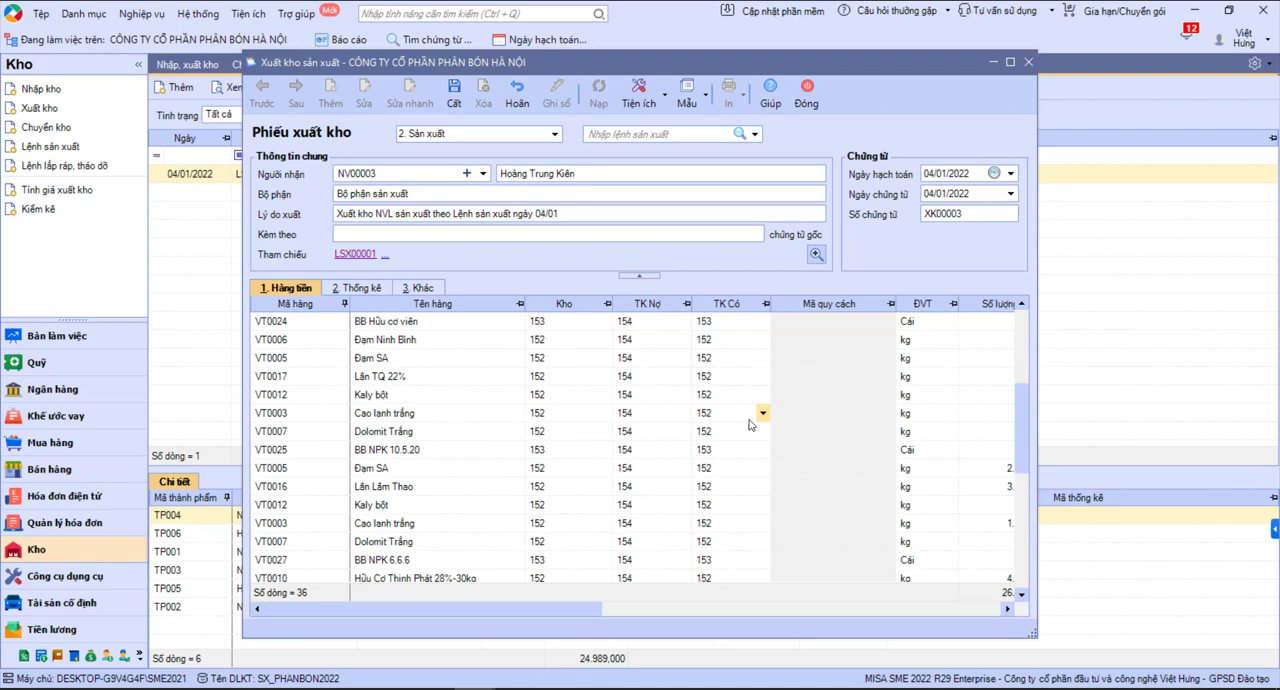 Tệp Danh mục Nghiệp vụ Hệ thống Tiện ích Trợ giúp Mới Nhập tính năng cần tìm kiếm (Ctrl + Q) Cập nhật phần mềm Câu hỏi thường gặp Tư vấn sử dụng Gia hạn/Chuyển gói
Đang làm việc trên: CÔNG TY CỔ PHẦN PHÂN BÓN HÀ NỘI Báo cáo Tìm chứng từ ... Ngày hạch toán... 12 Việt Hưng
Kho « Nhập, xuất kho
Nhập kho
Xuất kho
Chuyển kho
Lệnh sản xuất
Lệnh lắp ráp, tháo dỡ
Tính giá xuất kho
Kiểm kê
Thêm
Tình trạng Tất cả
Ngày
=
04/01/2022
Số dòng = 1
Xuất kho sản xuất - CÔNG TY CỔ PHẦN PHÂN BÓN HÀ NỘI
Trước Sau Thêm Sửa Sửa nhanh Cất Xóa Hoãn Ghi sổ Nạp Tiện ích Mẫu In Giúp Đóng
Phiếu xuất kho 2. Sản xuất Nhập lệnh sản xuất
Thông tin chung Chứng từ
Người nhận NV00003 Hoàng Trung Kiên Ngày hạch toán 04/01/2022
Bộ phận Bộ phận sản xuất Ngày chứng từ 04/01/2022
Lý do xuất Xuất kho NVL sản xuất theo Lệnh sản xuất ngày 04/01 Số chứng từ XK00003
Kèm theo chứng từ gốc
Tham chiếu LSX00001 ...
1. Hàng tiền 2. Thống kê 3. Khác
Mã hàng Tên hàng Kho TK Nợ TK Có Mã quy cách ĐVT Số lượng
VT0024 BB Hữu cơ viên 153 154 153 Cái
VT0006 Đạm Ninh Bình 152 154 152 kg
VT0005 Đạm SA 152 154 152 kg
VT0017 Lân TQ 22% 152 154 152 kg
VT0012 Kaly bột 152 154 152 kg
VT0003 Cao lanh trắng 152 154 152 kg
VT0007 Dolomit Trắng 152 154 152 kg
VT0025 BB NPK 10.5.20 153 154 153 Cái
VT0005 Đạm SA 152 154 152 kg 2.
VT0016 Lân Lâm Thao 152 154 152 kg 3.
VT0012 Kaly bột 152 154 152 kg
VT0003 Cao lanh trắng 152 154 152 kg 1.
VT0007 Dolomit Trắng 152 154 152 kg
VT0027 BB NPK 6.6.6 153 154 153 Cái
VT0010 Hữu Cơ Thịnh Phát 28%-30kg 152 154 152 kg 4.
Số dòng = 36 26.
Bàn làm việc
Quỹ
Ngân hàng
Khế ước vay
Mua hàng
Bán hàng
Hóa đơn điện tử
Quản lý hóa đơn
Kho
Công cụ dụng cụ
Tài sản cố định
Tiền lương
Chi tiết
Mã thành phẩm Mã thống kê
TP004
TP006
TP001
TP003
TP005
TP002
Số dòng = 6 24.989,000
Máy chủ: DESKTOP-G9V4G4F\SME2021 Tên DLKT: SX_PHANBON2022 MISA SME 2022 R29 Enterprise - Công ty cổ phần đầu tư và công nghệ Việt Hưng - GPSD Đào tạo